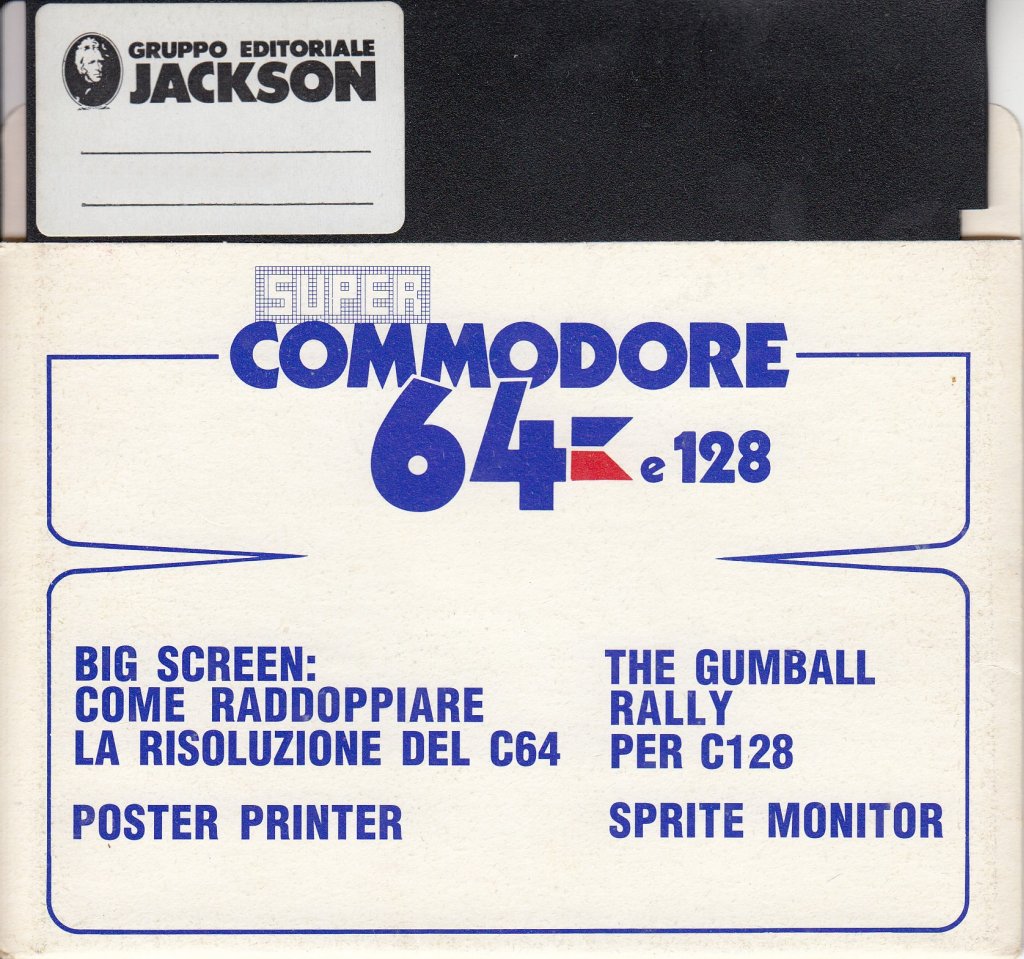 GRUPPO EDITORIALE
JACKSON
SUPER
COMMODORE
64 e 128
BIG SCREEN:
COME RADDOPPIARE
LA RISOLUZIONE DEL C64
POSTER PRINTER
THE GUMBALL
RALLY
PER C128
SPRITE MONITOR